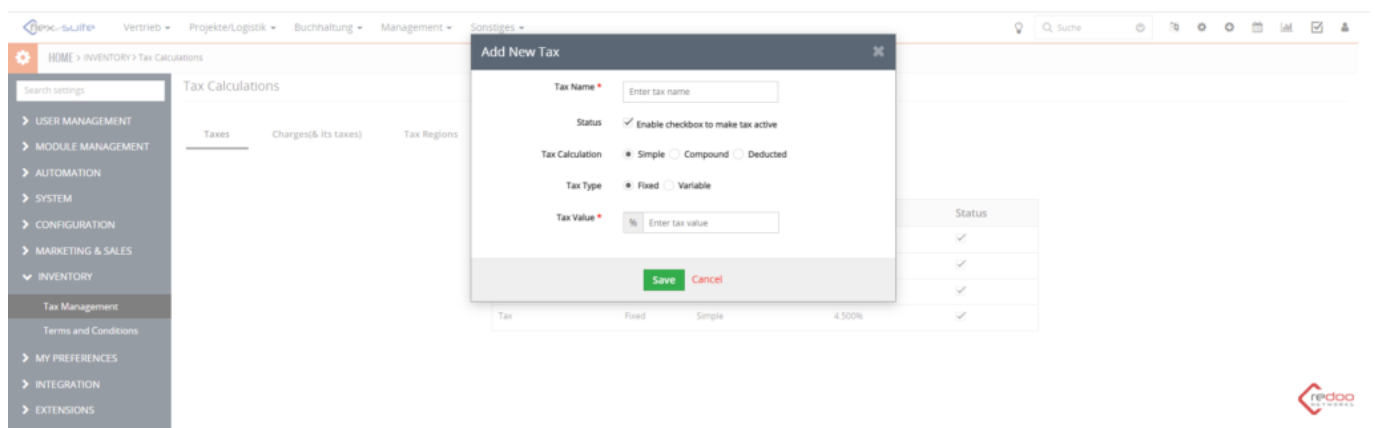 flex-suite Vertrieb Projekte/Logistik Buchhaltung Management Sonstiges Suche
HOME > INVENTORY > Tax Calculations
Search settings
USER MANAGEMENT
MODULE MANAGEMENT
AUTOMATION
SYSTEM
CONFIGURATION
MARKETING & SALES
INVENTORY
Tax Management
Terms and Conditions
MY PREFERENCES
INTEGRATION
EXTENSIONS
Tax Calculations
Taxes Charges(& its taxes) Tax Regions
Add New Tax
Tax Name * Enter tax name
Status Enable checkbox to make tax active
Tax Calculation Simple Compound Deducted
Tax Type Fixed Variable
Tax Value * % Enter tax value
Save Cancel
Status
Tax Fixed Simple 4.500%
redoo
NETWORKS